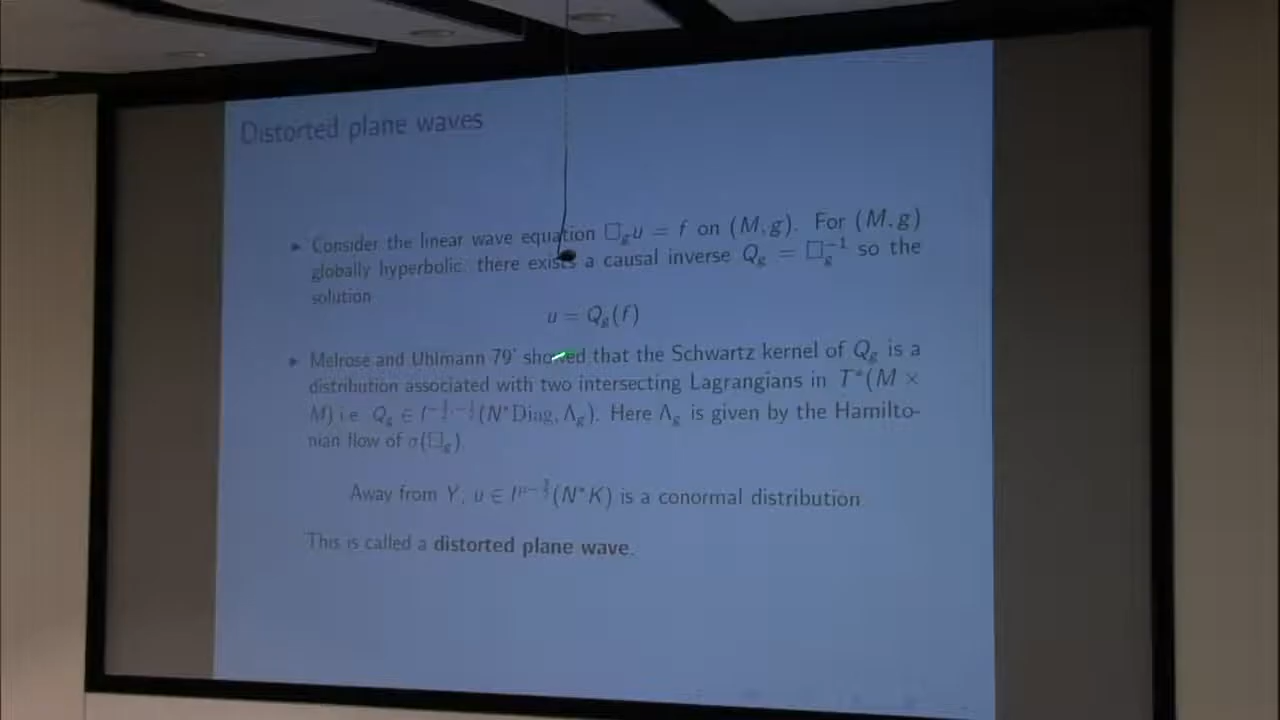 Distorted plane waves
► Consider the linear wave equation □_g u = f on (M, g). For (M, g)
globally hyperbolic, there exists a causal inverse Q_g = □_g^{-1} so the
solution
u = Q_g(f)
► Melrose and Uhlmann 79' showed that the Schwartz kernel of Q_g is a
distribution associated with two intersecting Lagrangians in T*(M ×
M) i.e. Q_g ∈ (N*Diag, Λ_g). Here Λ_g is given by the Hamilto-
nian flow of σ(□_g)
Away from Y, u ∈ (N*K) is a conormal distribution
This is called a distorted plane wave.